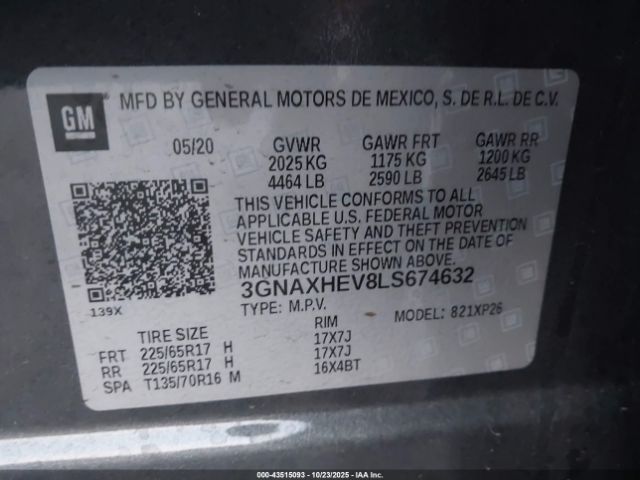 GM
MFD BY GENERAL MOTORS DE MEXICO, S. DE R.L. DE C.V.
05/20 GVWR GAWR FRT GAWR RR
2025 KG 1175 KG 1200 KG
4464 LB 2590 LB 2645 LB
THIS VEHICLE CONFORMS TO ALL
APPLICABLE U.S. FEDERAL MOTOR
VEHICLE SAFETY AND THEFT PREVENTION
STANDARDS IN EFFECT ON THE DATE OF
MANUFACTURE SHOWN ABOVE.
3GNAXHEV8LS674632
139X TYPE: M.P.V. MODEL: 821XP26
TIRE SIZE RIM
FRT 225/65R17 H 17X7J
RR 225/65R17 H 17X7J
SPA T135/70R16 M 16X4BT
000-43515093 - 10/23/2025 - IAAI.com